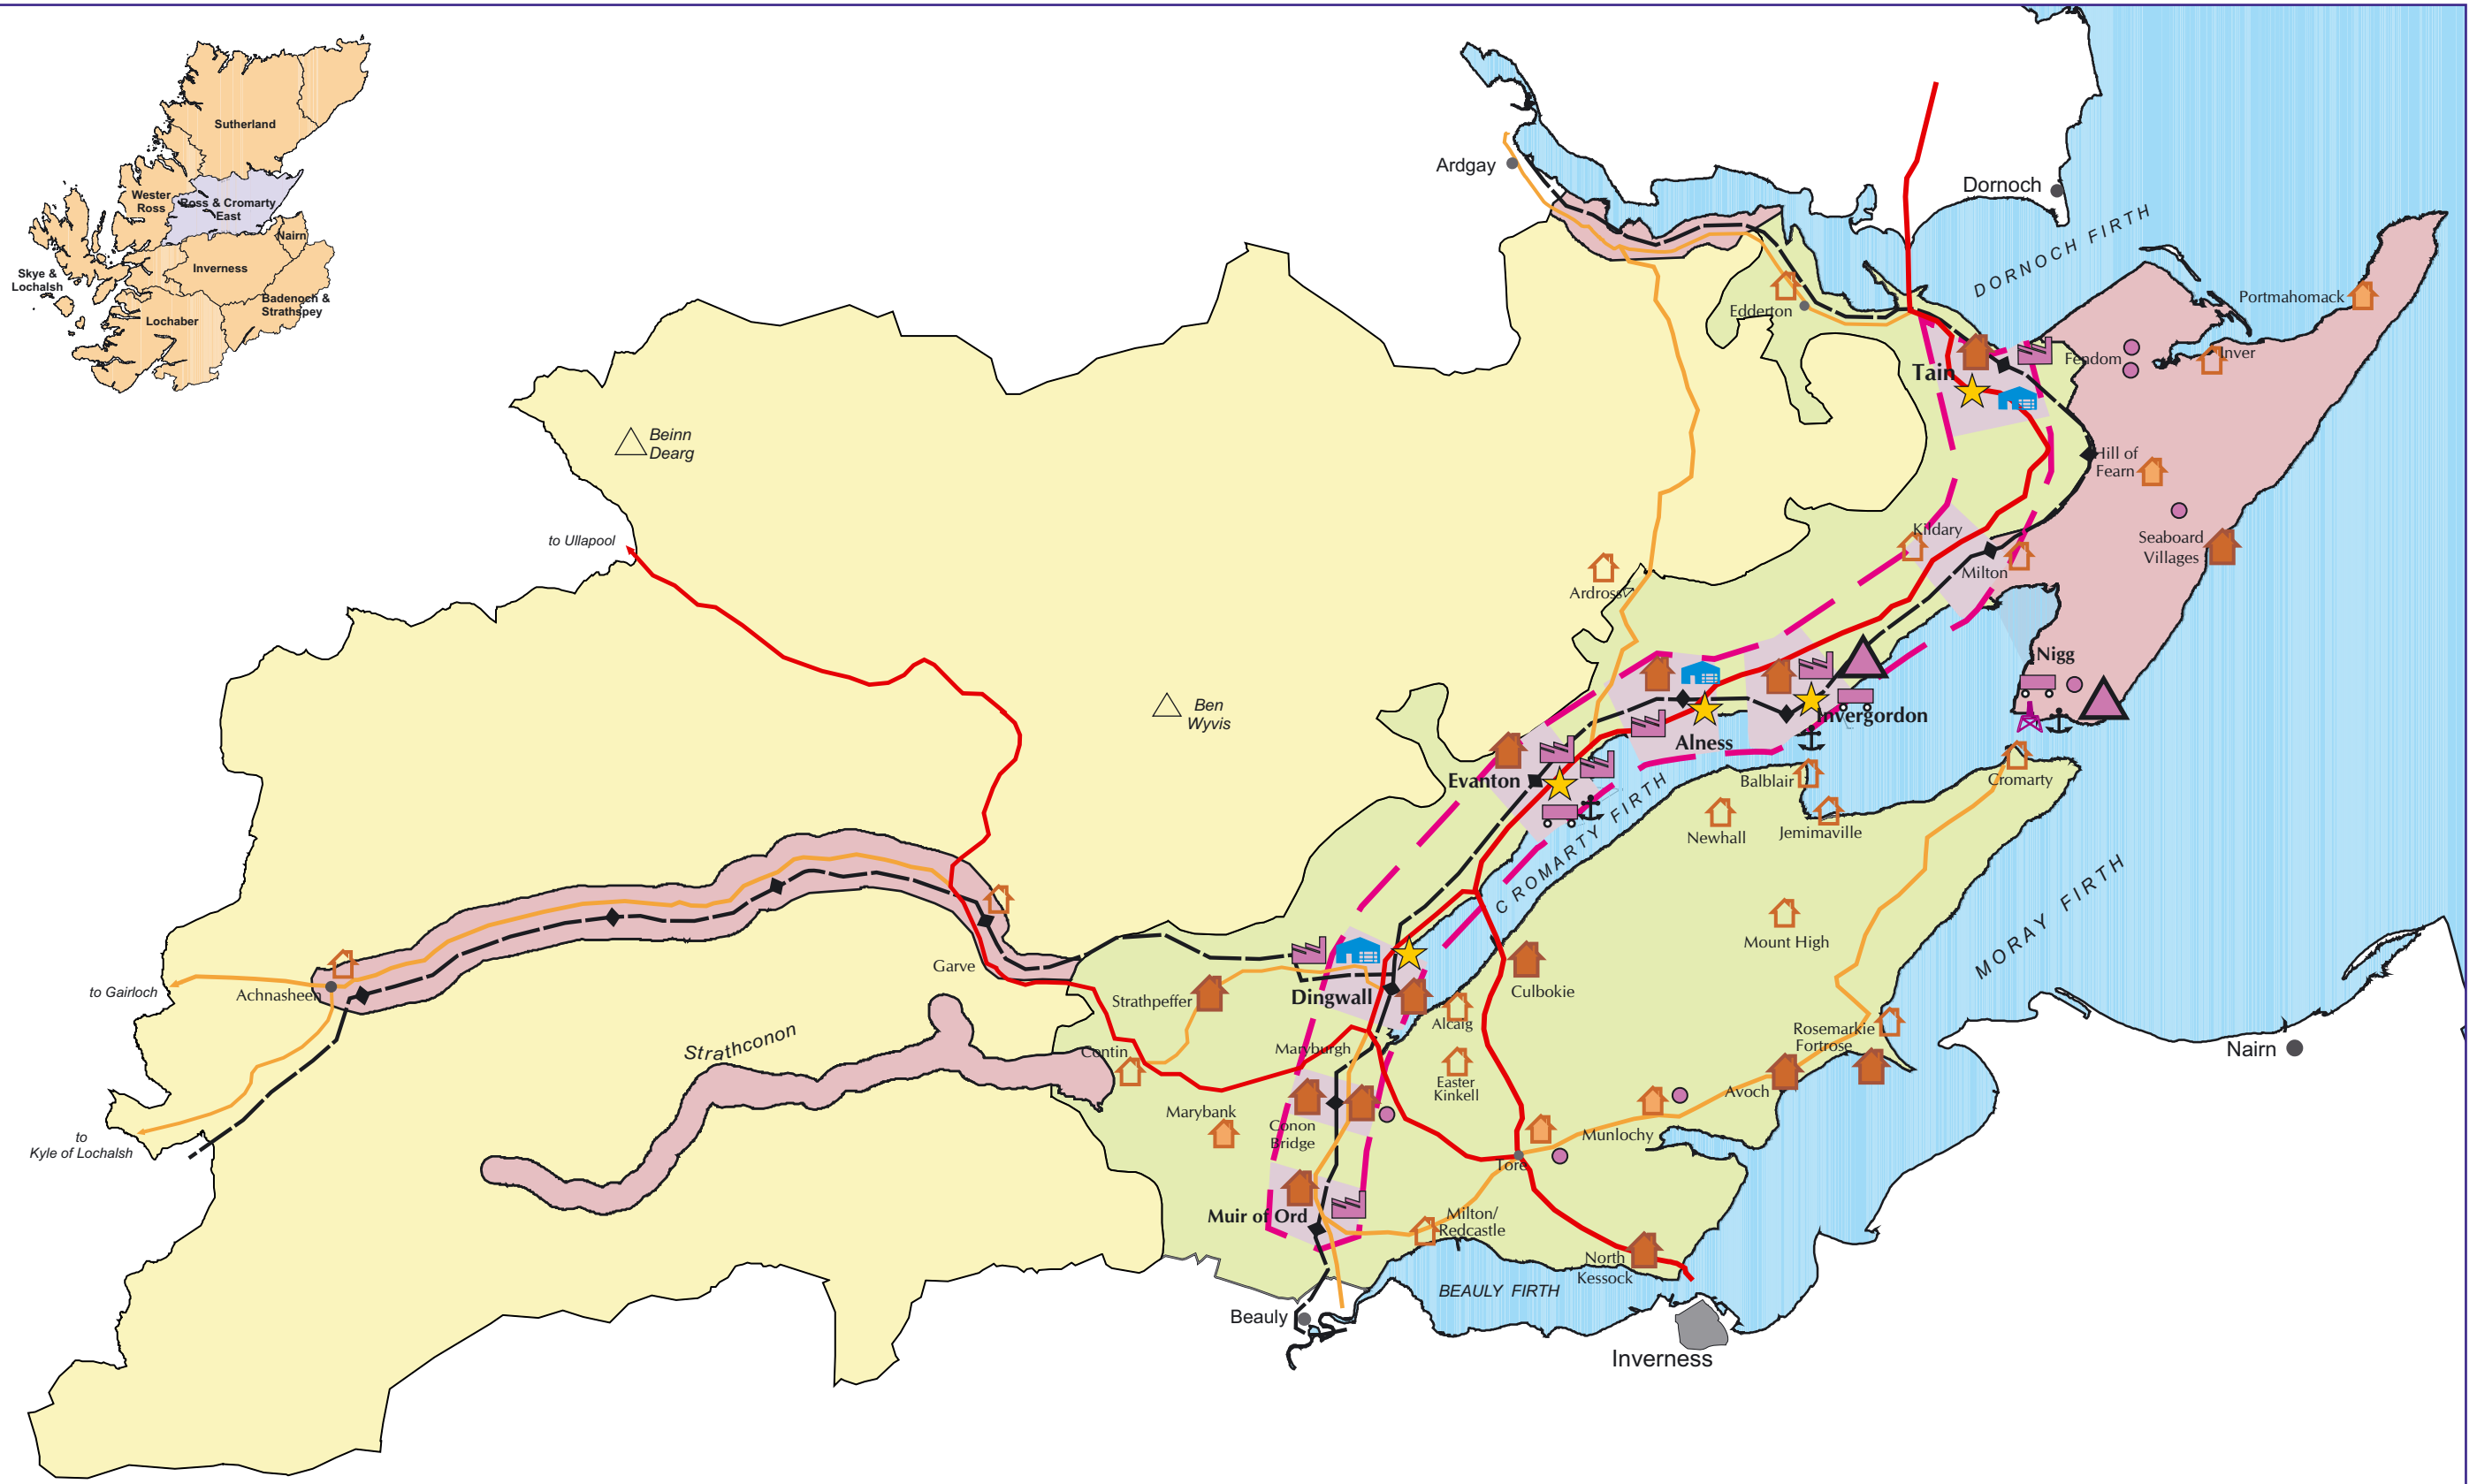 Sutherland
Wester
Ross
Ross & Cromarty
East
Nairn
Inverness
Skye &
Lochalsh
Badenoch &
Strathspey
Lochaber
Ardgay
Dornoch
DORNOCH FIRTH
Edderton
Portmahomack
Tain
Fendom
Inver
Beinn
Dearg
Hill of
Fearn
to Ullapool
Kildary
Seaboard
Villages
Milton
Ardross
Nigg
Ben
Wyvis
Invergordon
Alness
Evanton
Balblair
Cromarty
CROMARTY FIRTH
Newhall
Jemimaville
MORAY FIRTH
Mount High
Garve
to Gairloch
Achnasheen
Strathpeffer
Dingwall
Culbokie
Alcaig
Strathconon
Contin
Maryburgh
Rosemarkie
Fortrose
Nairn
Easter
Kinkell
Avoch
Marybank
Conon
Bridge
Munlochy
to
Kyle of Lochalsh
Tore
Muir of Ord
Milton/
Redcastle
North
Kessock
BEAULY FIRTH
Beauly
Inverness